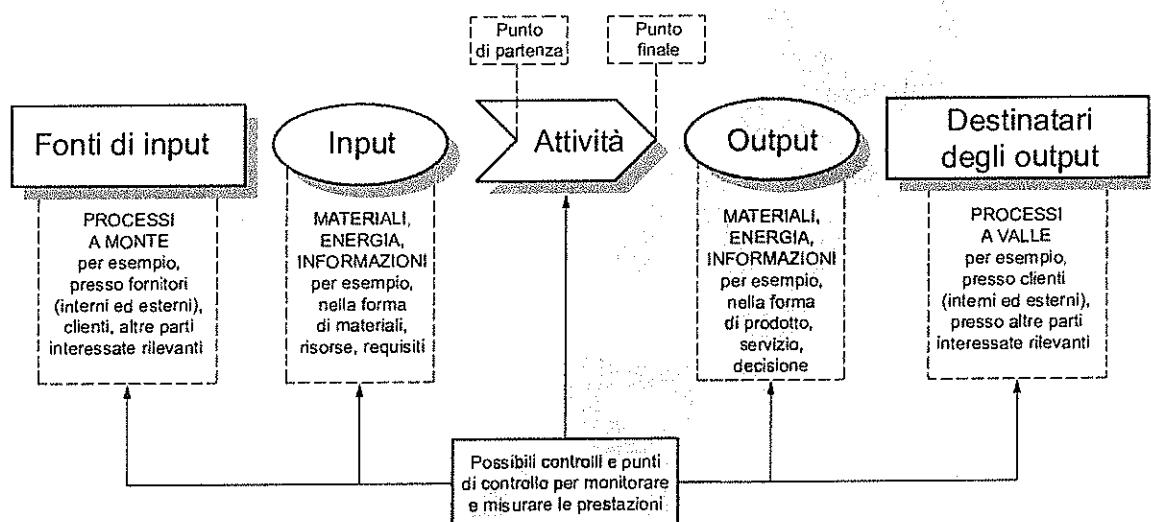 Punto
di partenza
Punto
finale
Fonti di input
Input
Attività
Output
Destinatari
degli output
PROCESSI
A MONTE
per esempio,
presso fornitori
(interni ed esterni),
clienti, altre parti
interessate rilevanti
MATERIALI,
ENERGIA,
INFORMAZIONI
per esempio,
nella forma
di materiali,
risorse, requisiti
MATERIALI,
ENERGIA,
INFORMAZIONI
per esempio,
nella forma
di prodotto,
servizio,
decisione
PROCESSI
A VALLE
per esempio,
presso clienti
(interni ed esterni),
presso altre parti
interessate rilevanti
Possibili controlli e punti
di controllo per monitorare
e misurare le prestazioni